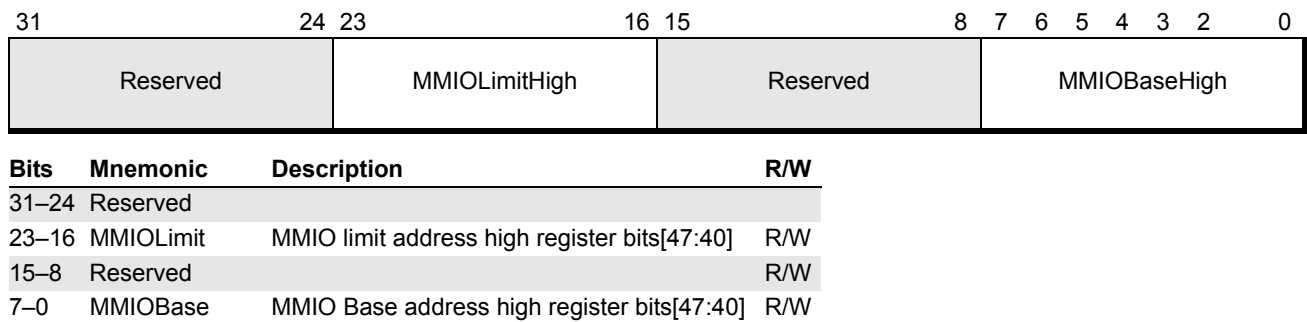 31 24 23 16 15 8 7 6 5 4 3 2 0
Reserved MMIOLimitHigh Reserved MMIOBaseHigh
Bits Mnemonic Description R/W
31–24 Reserved
23–16 MMIOLimit MMIO limit address high register bits[47:40] R/W
15–8 Reserved R/W
7–0 MMIOBase MMIO Base address high register bits[47:40] R/W